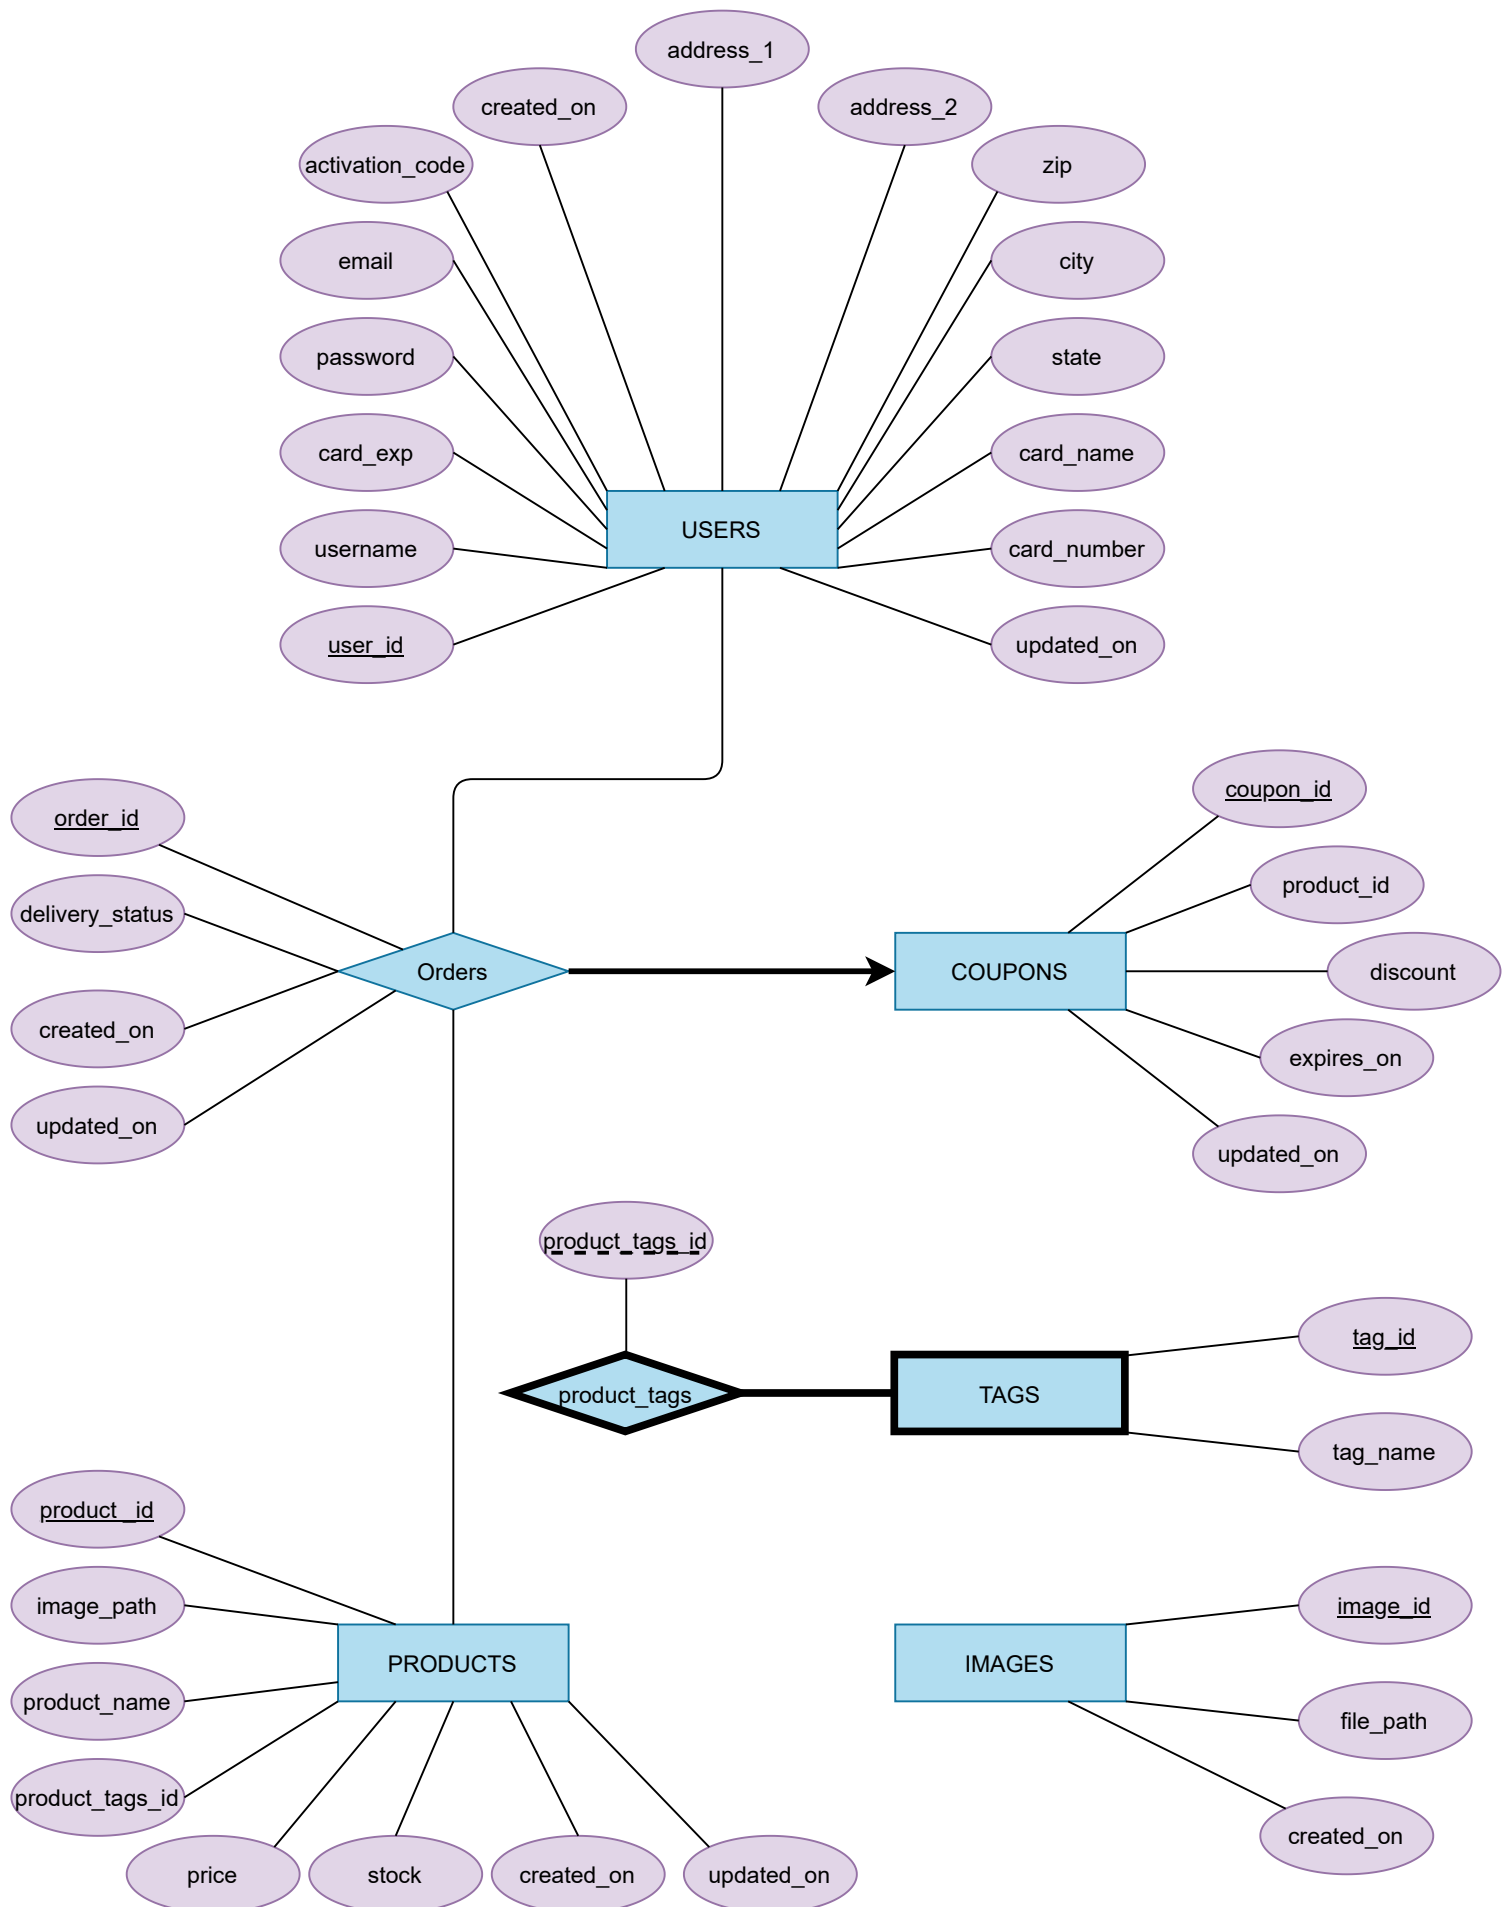 address_1
created_on
address_2
activation_code
zip
email
city
password
state
card_exp
card_name
USERS
username
card_number
user_id
updated_on
order_id
coupon_id
product_id
delivery_status
Orders
COUPONS
discount
created_on
expires_on
updated_on
updated_on
product_tags_id
tag_id
product_tags
TAGS
tag_name
product _id
image_path
image_id
PRODUCTS
IMAGES
product_name
file_path
product_tags_id
created_on
price
stock
created_on
updated_on